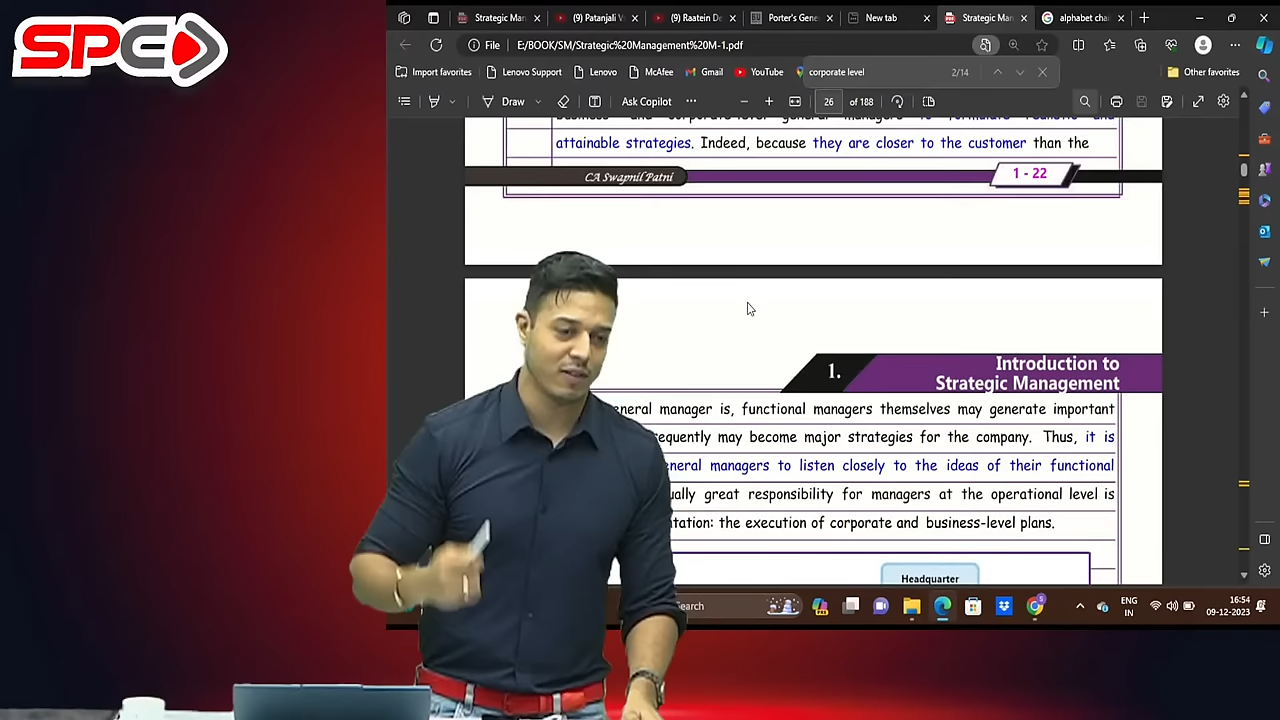 SPC
Strategic Man
(9) Patanjali V
(9) Raatein De
New tab
Strategic Man
alphabet chai
File
E:/BOOK/SM/Strategic%20Management%20M-1.pdf
Import favorites
Lenovo Support
Lenovo
McAfee
Gmail
YouTube
corporate level
2/14
Other favorites
Draw
Ask Copilot
26
of 188
attainable strategies. Indeed, because they are closer to the customer than the
CA Swapnil Patni
1 - 22
1.
Introduction to
Strategic Management
general manager is, functional managers themselves may generate important
may become major strategies for the company. Thus, it is
general managers to listen closely to the ideas of their functional
great responsibility for managers at the operational level is
the execution of corporate and business-level plans.
Headquarter
Search
ENG
IN
16:54
09-12-2023